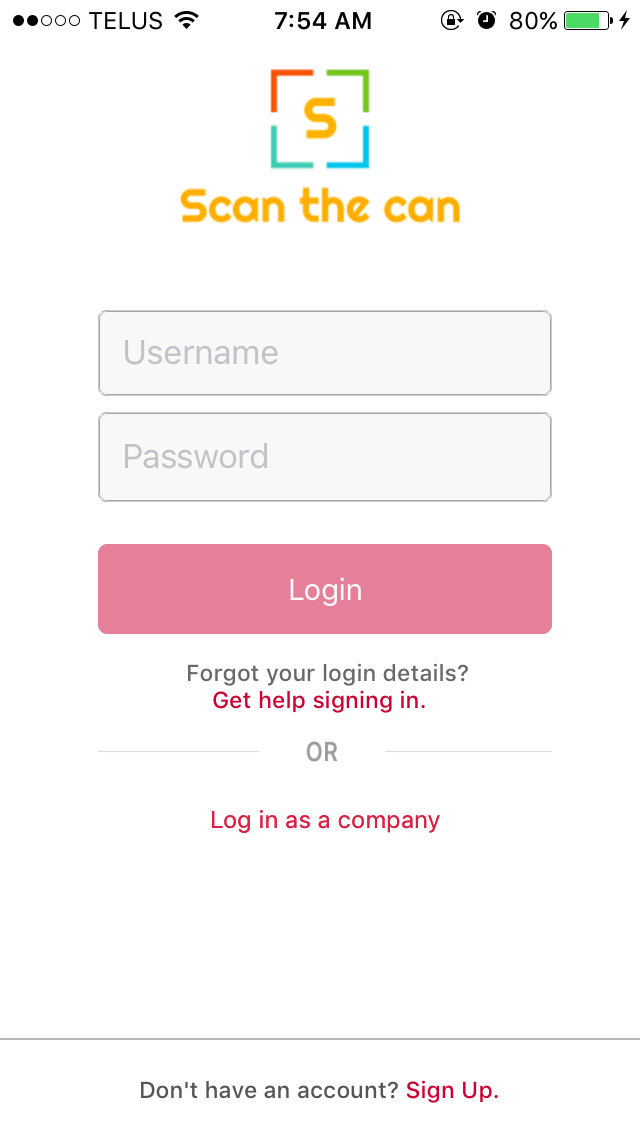 TELUS 7:54 AM 80%
S
Scan the can
Username
Password
Login
Forgot your login details?
Get help signing in.
OR
Log in as a company
Don't have an account? Sign Up.